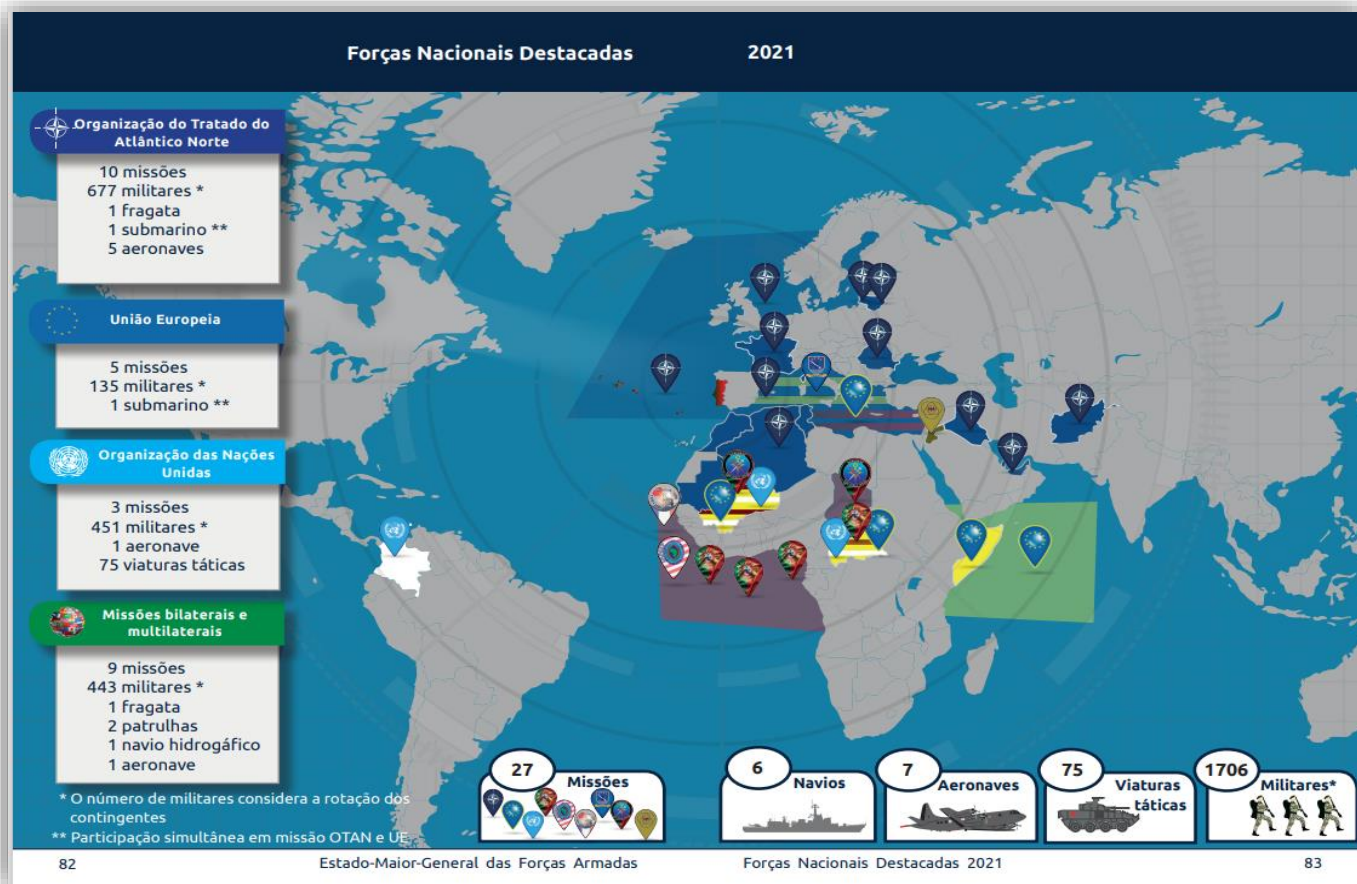 Forças Nacionais Destacadas 2021
Organização do Tratado do
Atlântico Norte
10 missões
677 militares *
1 fragata
1 submarino **
5 aeronaves
União Europeia
5 missões
135 militares *
1 submarino **
Organização das Nações
Unidas
3 missões
451 militares *
1 aeronave
75 viaturas táticas
Missões bilaterais e
multilaterais
9 missões
443 militares *
1 fragata
2 patrulhas
1 navio hidrogáfico
1 aeronave
* O número de militares considera a rotação dos
contingentes
** Participação simultânea em missão OTAN e UE
27
Missões
6
Navios
7
Aeronaves
75
Viaturas
táticas
1706
Militares*
82 Estado-Maior-General das Forças Armadas Forças Nacionais Destacadas 2021 83